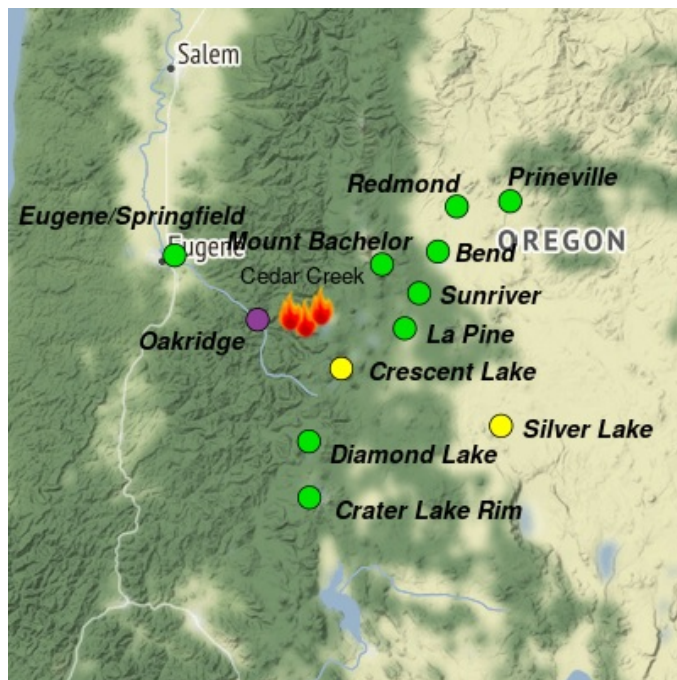 Salem
Redmond
Prineville
Eugene/Springfield
Eugene
Mount Bachelor
OREGON
Bend
Cedar Creek
Sunriver
Oakridge
La Pine
Crescent Lake
Silver Lake
Diamond Lake
Crater Lake Rim